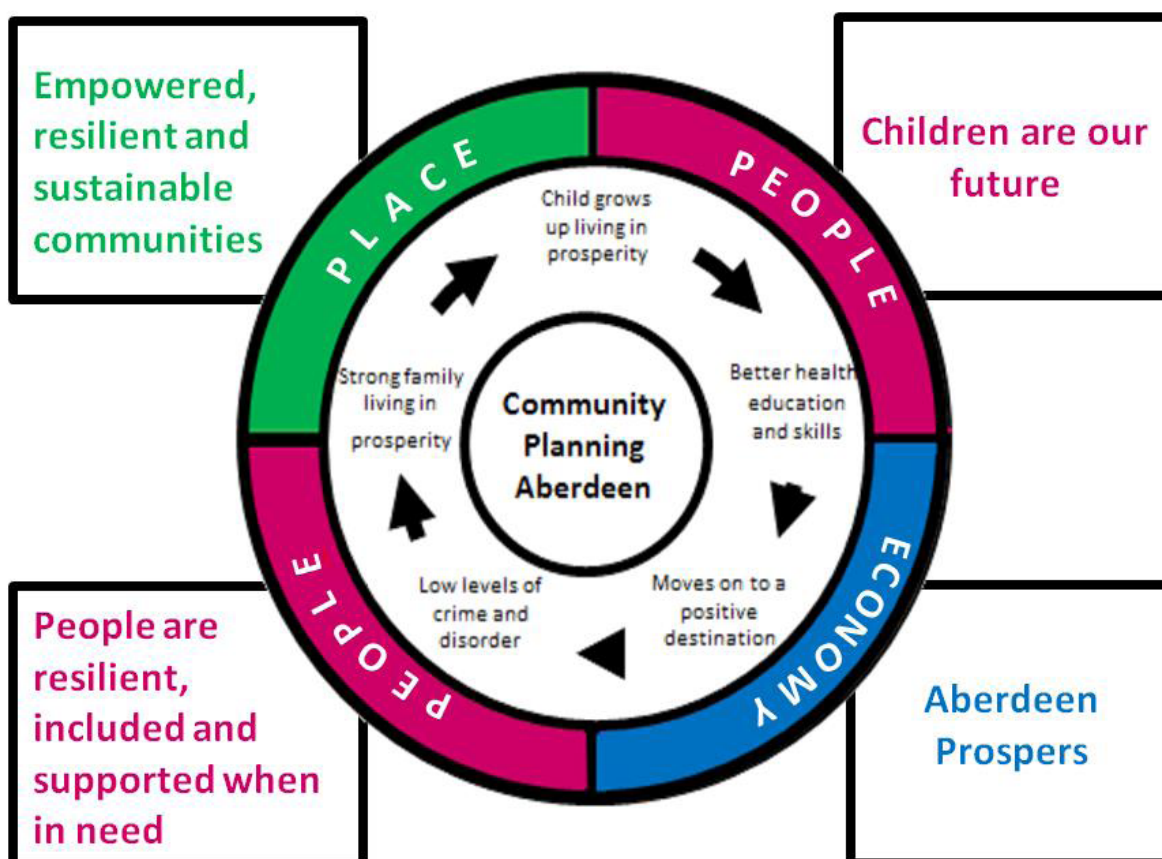 Empowered,
resilient and
sustainable
communities
Children are our
future
PLACE
PEOPLE
Child grows
up living in
prosperity
Strong family
living in
prosperity
Community
Planning
Aberdeen
Better health
education
and skills
Low levels of
crime and
disorder
Moves on to a
positive
destination
PEOPLE
ECONOMY
People are
resilient,
included and
supported when
in need
Aberdeen
Prospers